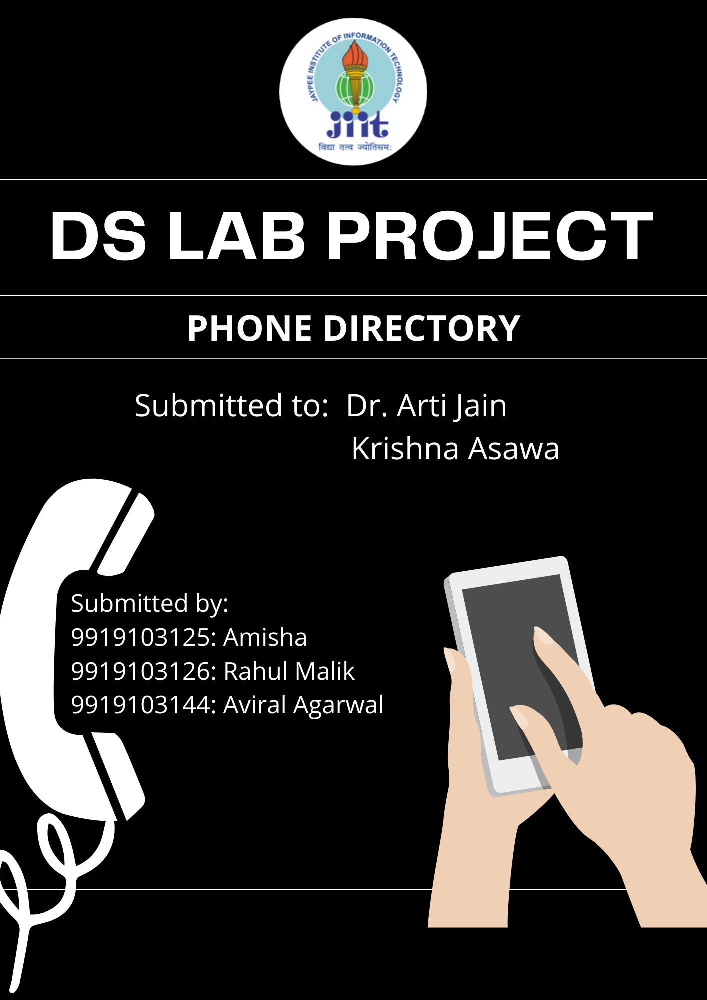 JAYPEE INSTITUTE OF INFORMATION TECHNOLOGY
jiit
विद्या तत्व ज्योतिसमः
DS LAB PROJECT
PHONE DIRECTORY
Submitted to: Dr. Arti Jain
Krishna Asawa
Submitted by:
9919103125: Amisha
9919103126: Rahul Malik
9919103144: Aviral Agarwal